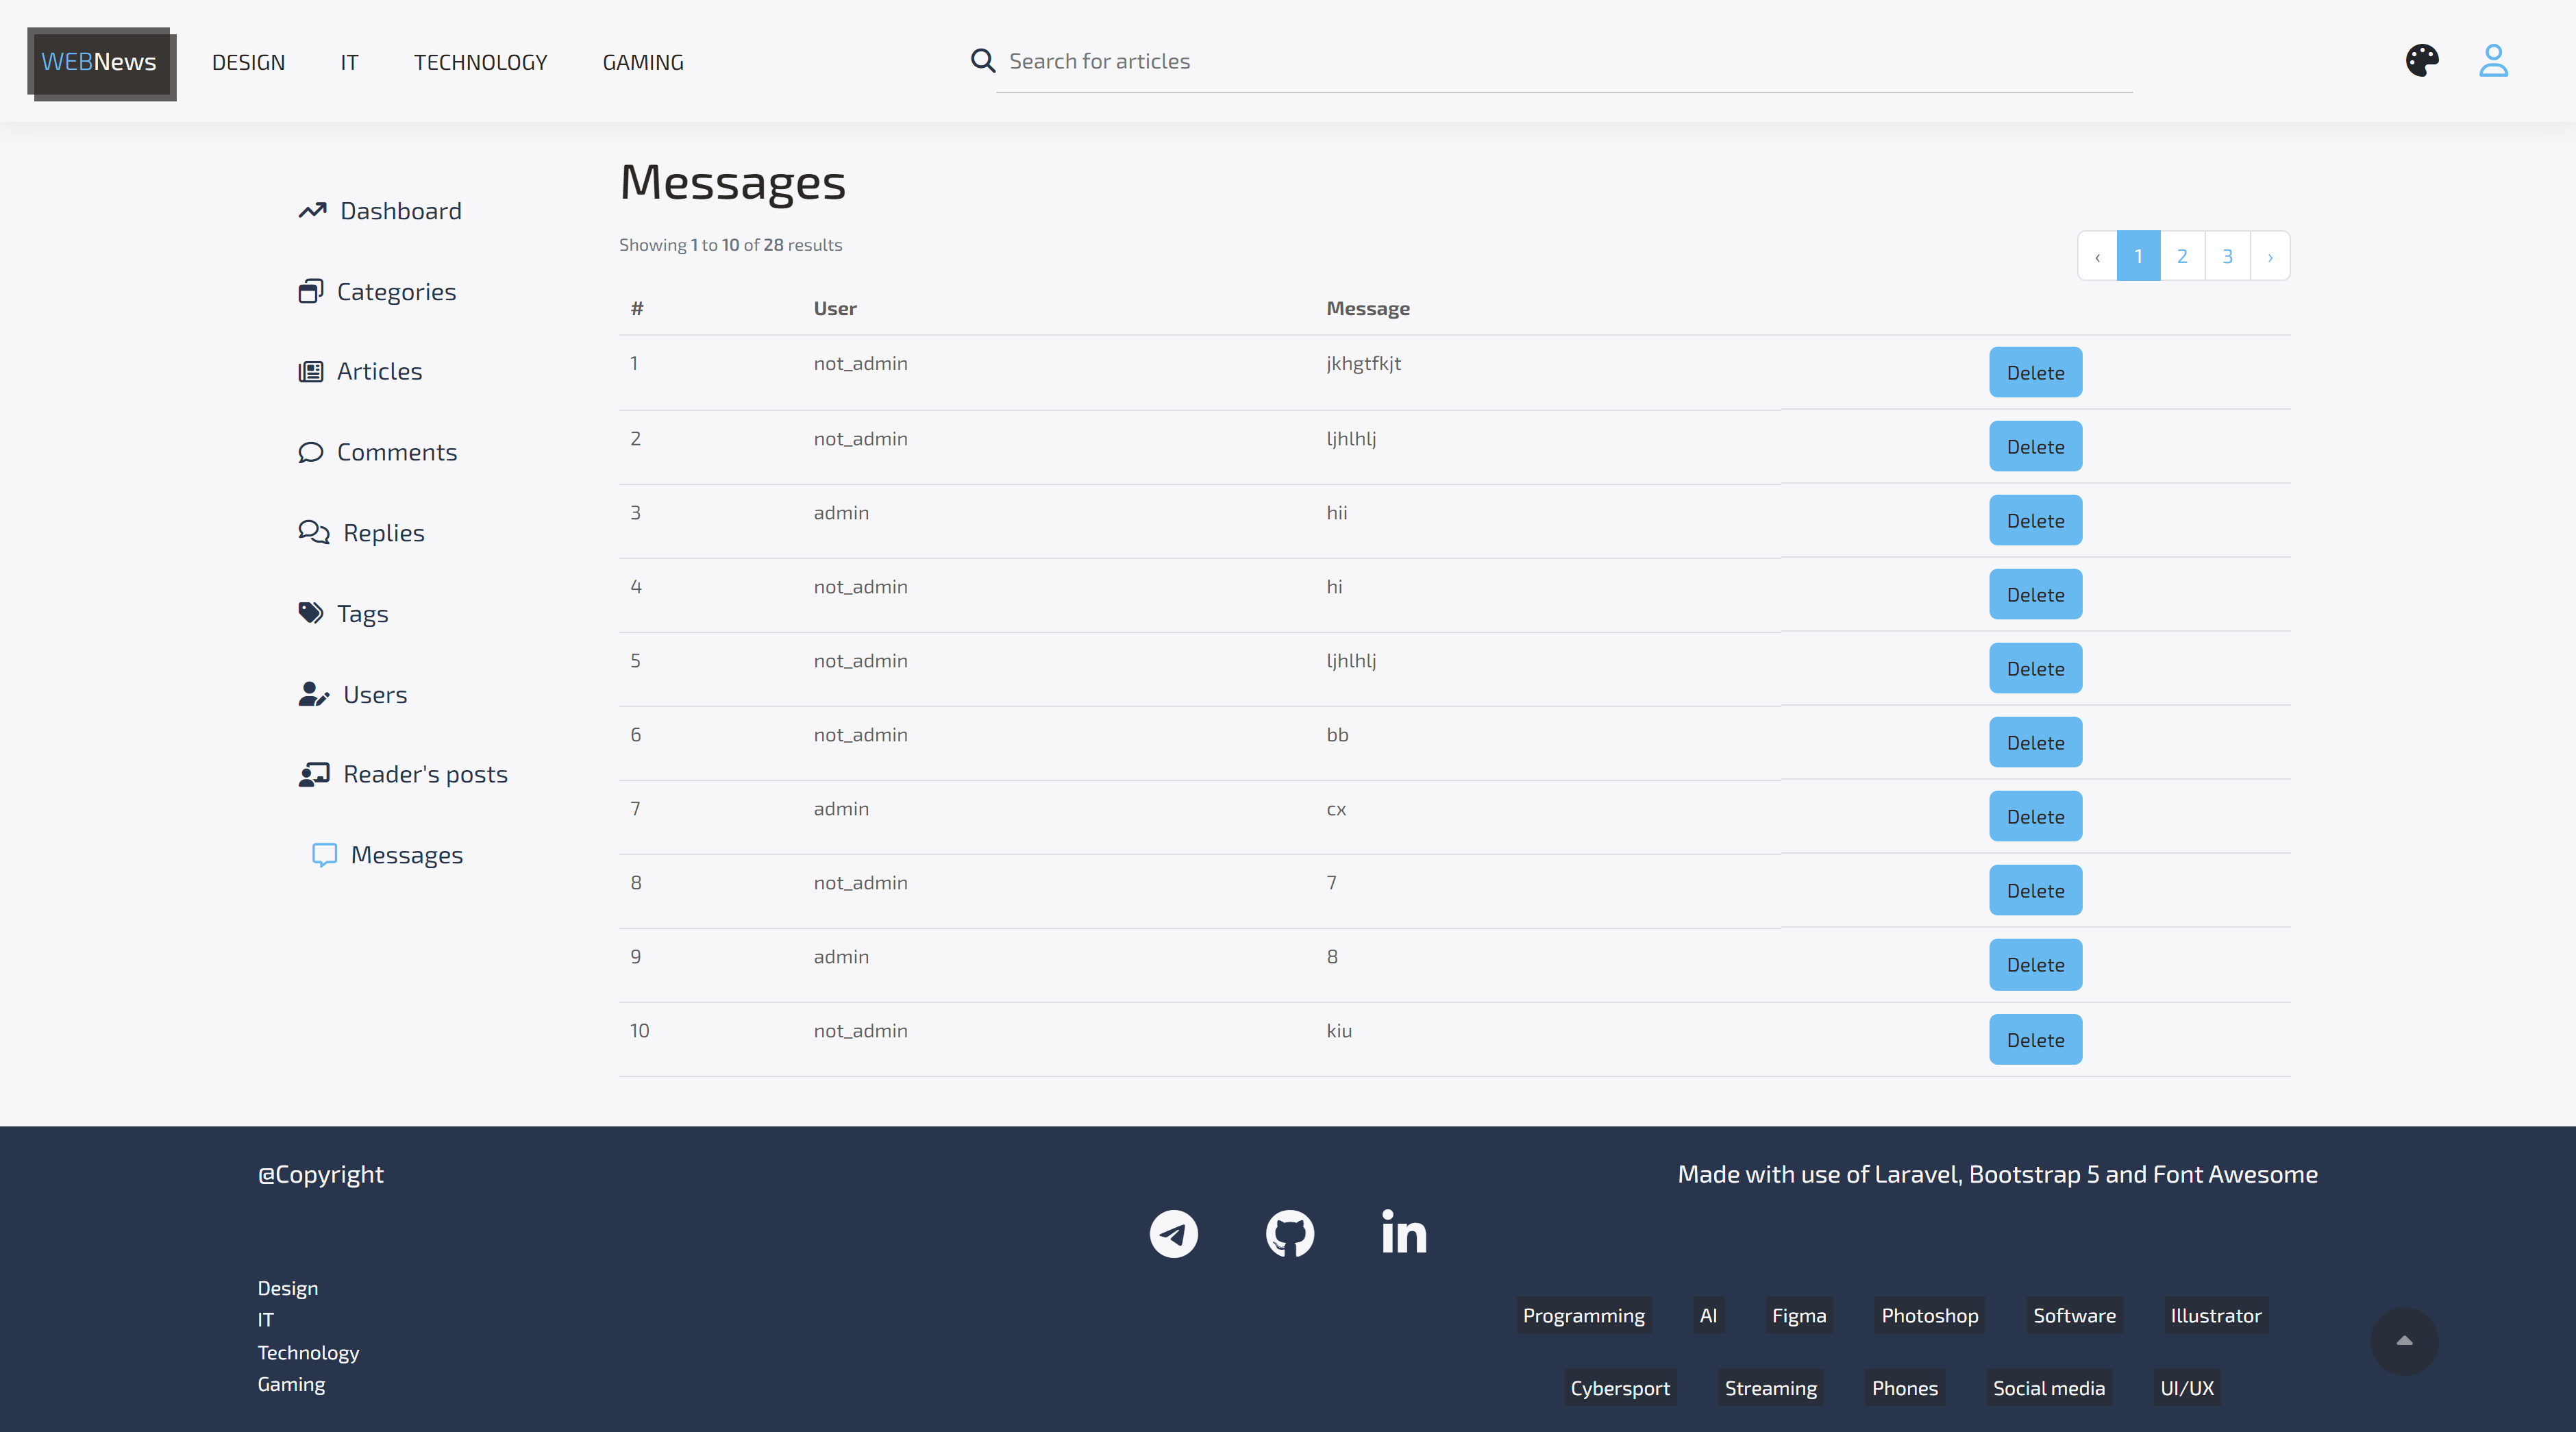 WEBNews DESIGN IT TECHNOLOGY GAMING Search for articles
Dashboard
Categories
Articles
Comments
Replies
Tags
Users
Reader's posts
Messages
Messages
Showing 1 to 10 of 28 results
‹ 1 2 3 ›
# User Message
1 not_admin jkhgtfkjt Delete
2 not_admin ljhlhlj Delete
3 admin hii Delete
4 not_admin hi Delete
5 not_admin ljhlhlj Delete
6 not_admin bb Delete
7 admin cx Delete
8 not_admin 7 Delete
9 admin 8 Delete
10 not_admin kiu Delete
@Copyright
Made with use of Laravel, Bootstrap 5 and Font Awesome
in
Design
IT
Technology
Gaming
Programming AI Figma Photoshop Software Illustrator
Cybersport Streaming Phones Social media UI/UX